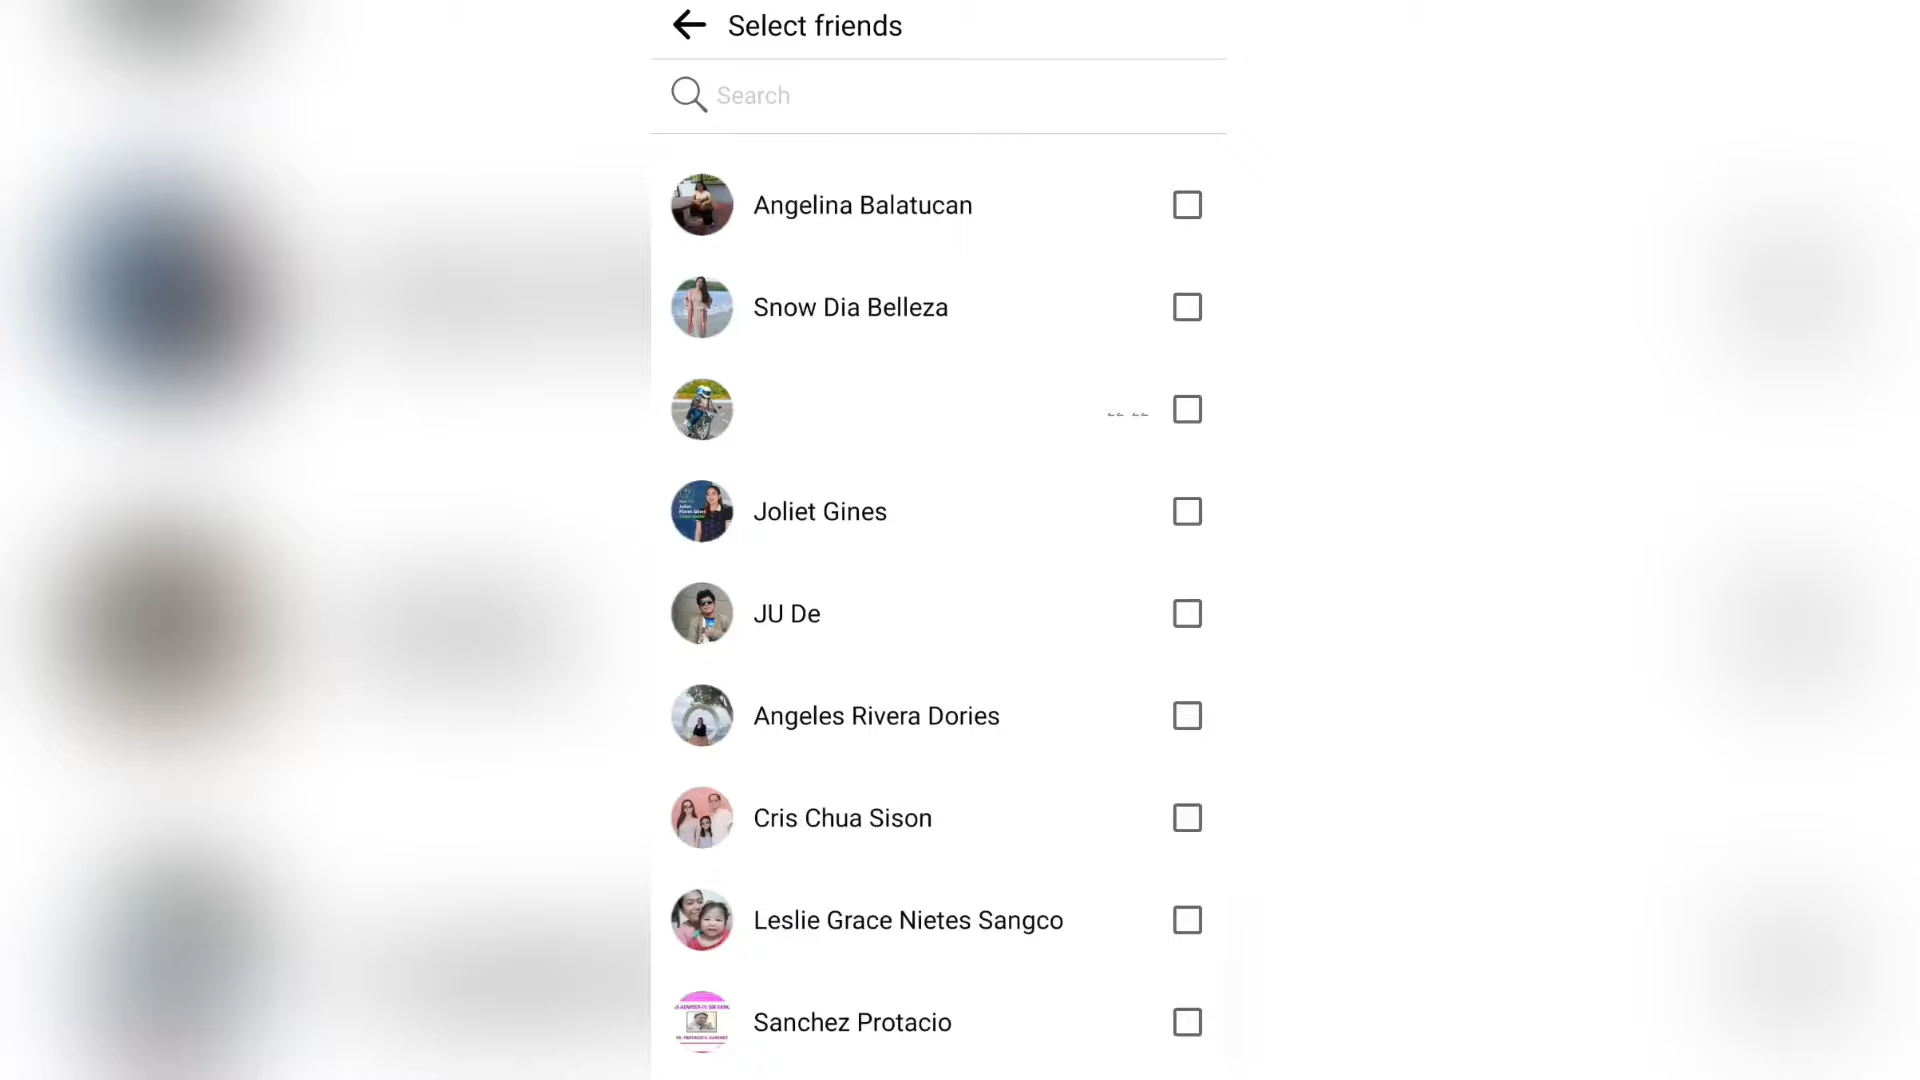 Select friends
Search
Angelina Balatucan
Snow Dia Belleza
Joliet Gines
JU De
Angeles Rivera Dories
Cris Chua Sison
Leslie Grace Nietes Sangco
Sanchez Protacio